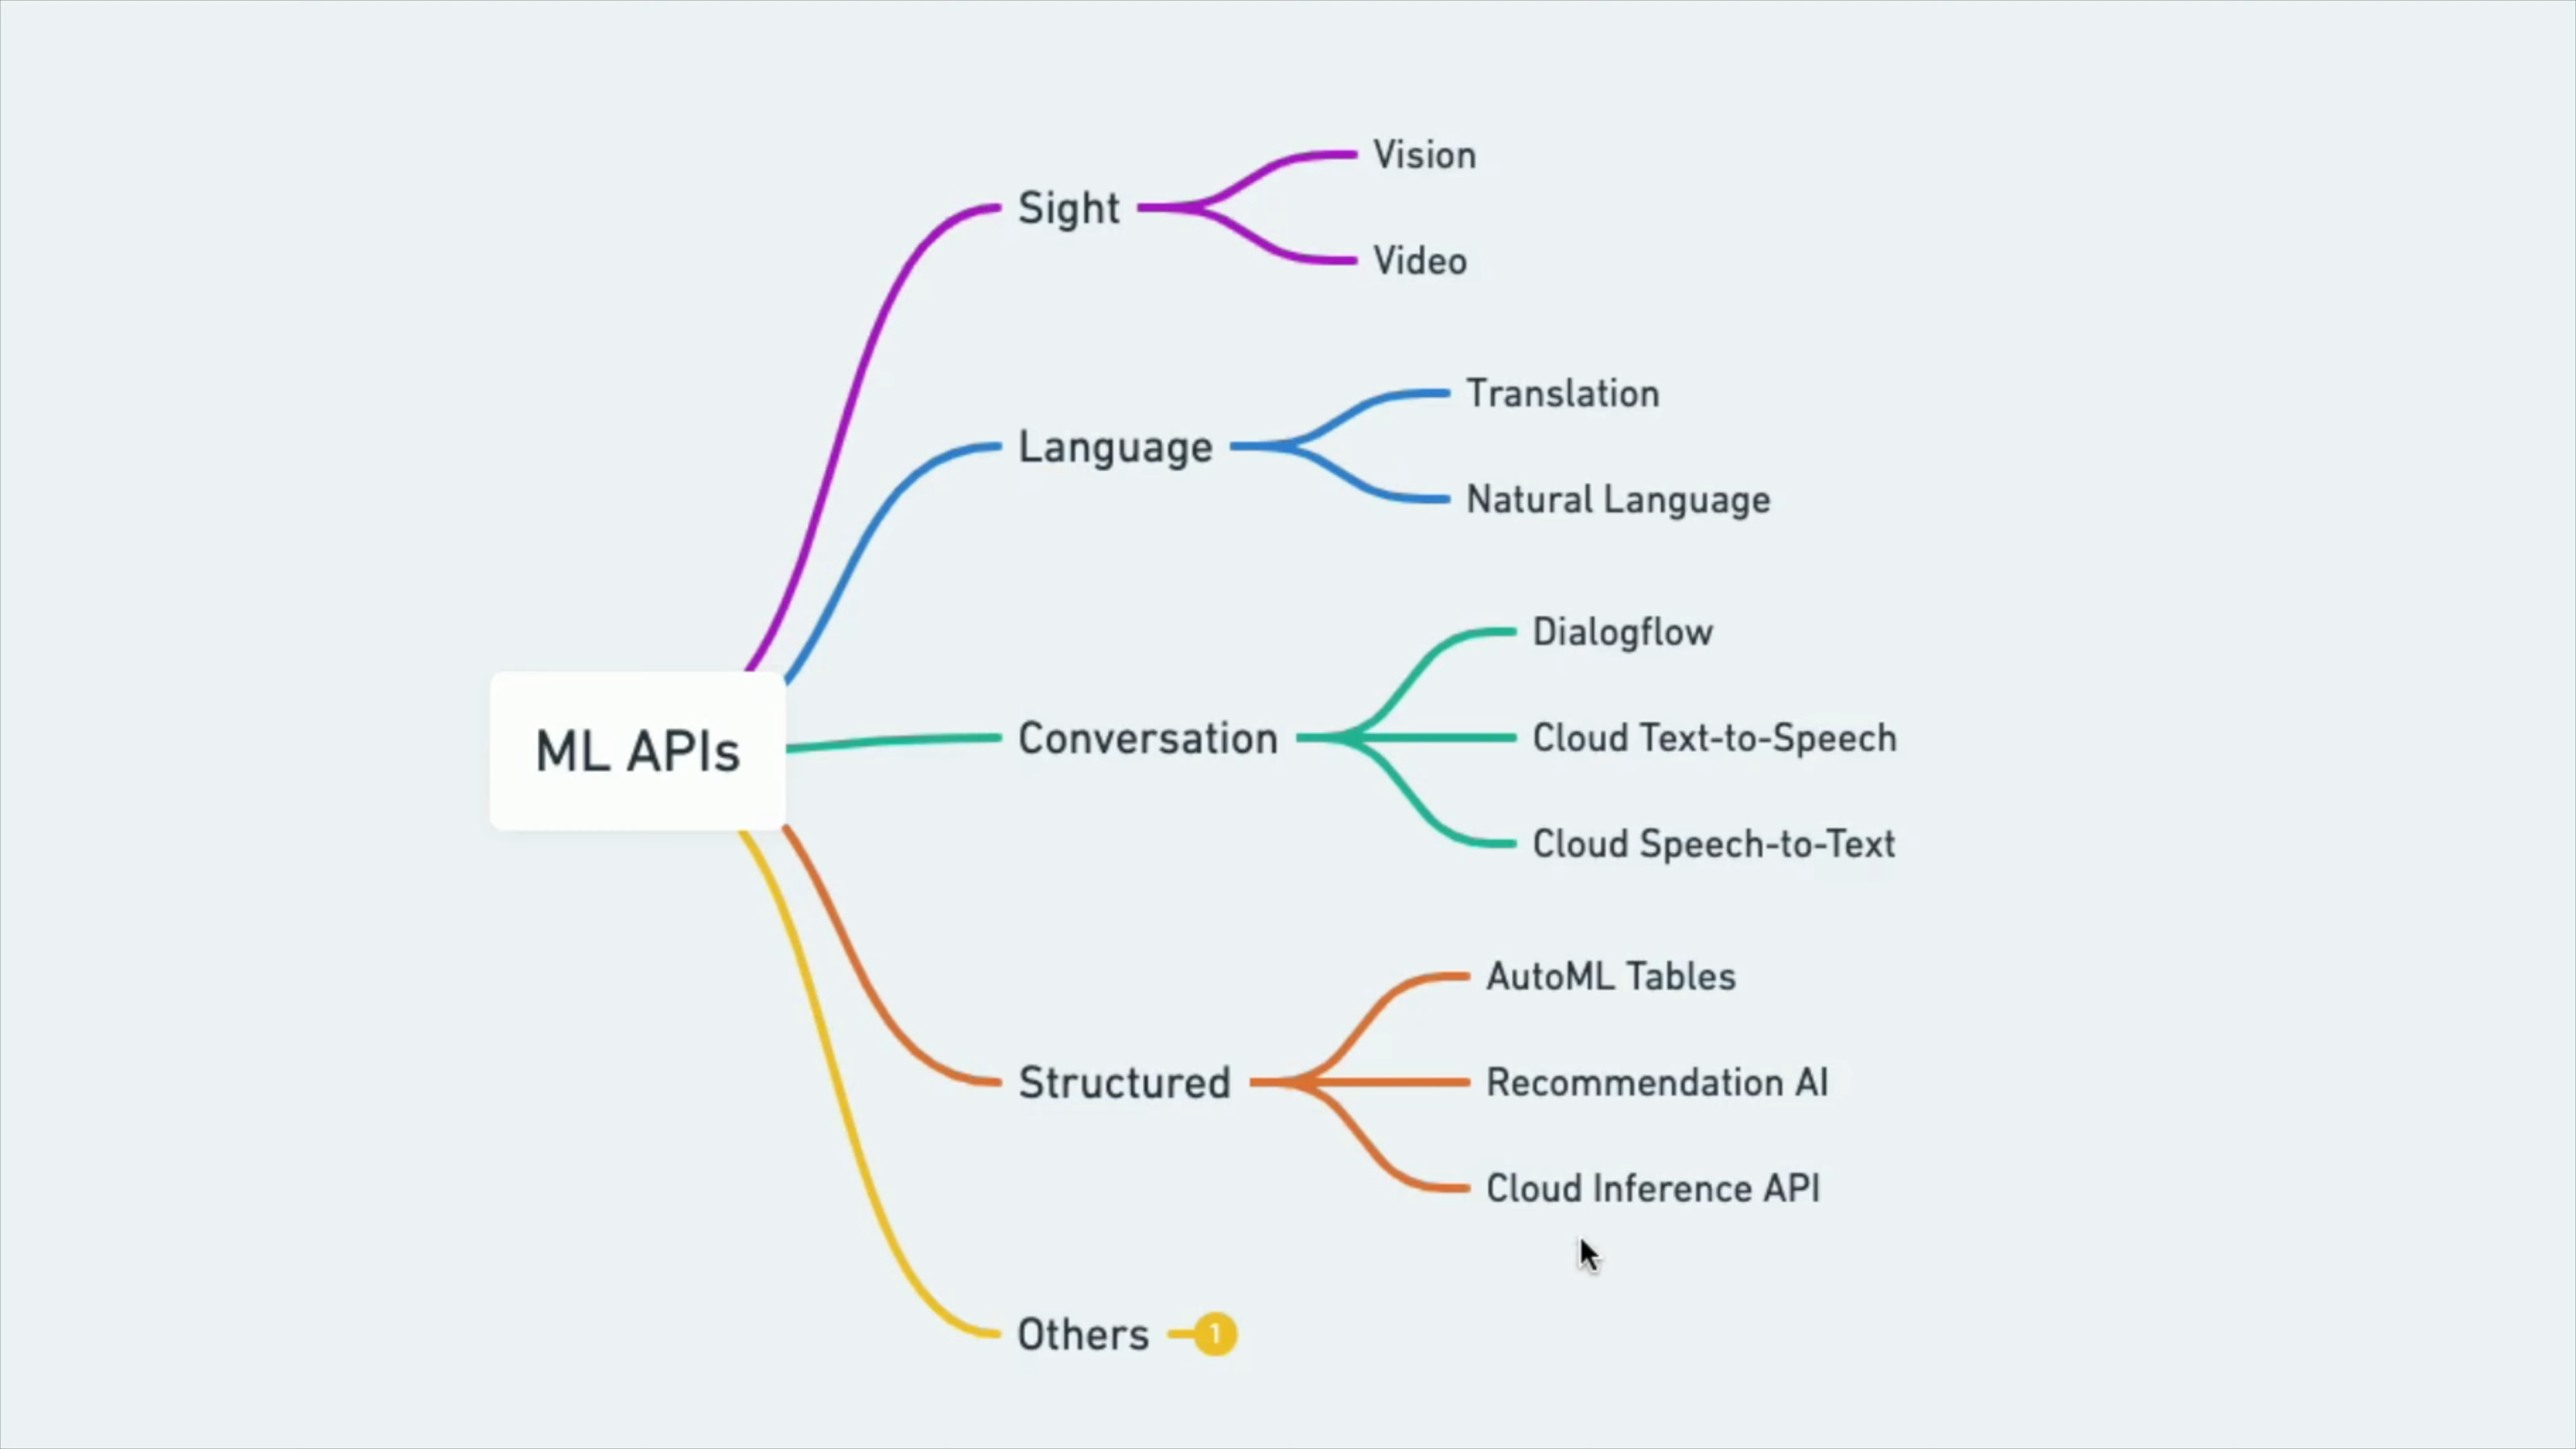 Vision
Sight
Video
Translation
Language
Natural Language
Dialogflow
ML APIs
Conversation
Cloud Text-to-Speech
Cloud Speech-to-Text
AutoML Tables
Structured
Recommendation AI
Cloud Inference API
Others
1